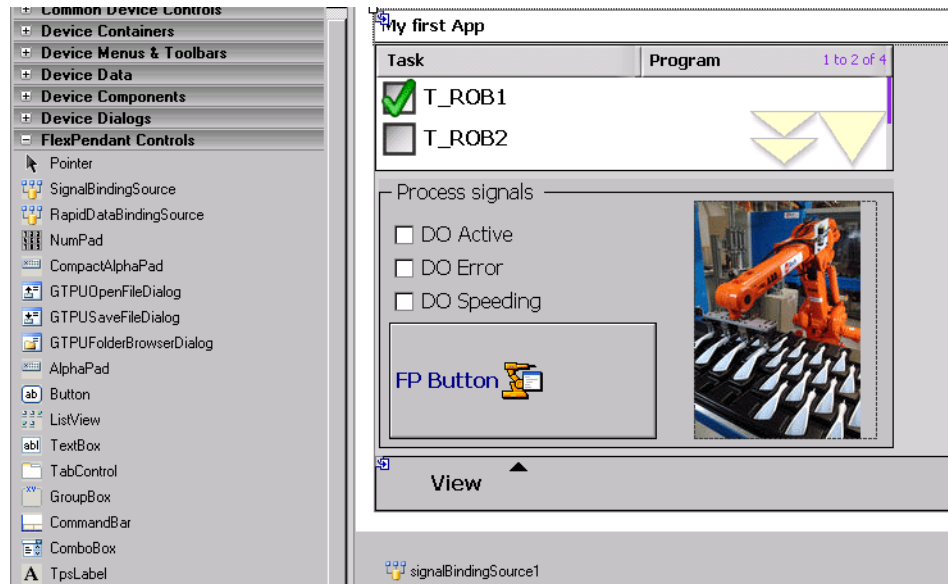 Common Device Controls
Device Containers
Device Menus & Toolbars
Device Data
Device Components
Device Dialogs
FlexPendant Controls
Pointer
SignalBindingSource
RapidDataBindingSource
NumPad
CompactAlphaPad
GTPUOpenFileDialog
GTPUSaveFileDialog
GTPUFolderBrowserDialog
AlphaPad
Button
ListView
TextBox
TabControl
GroupBox
CommandBar
ComboBox
TpsLabel
My first App
Task Program 1 to 2 of 4
T_ROB1
T_ROB2
Process signals
DO Active
DO Error
DO Speeding
FP Button
View
signalBindingSource1